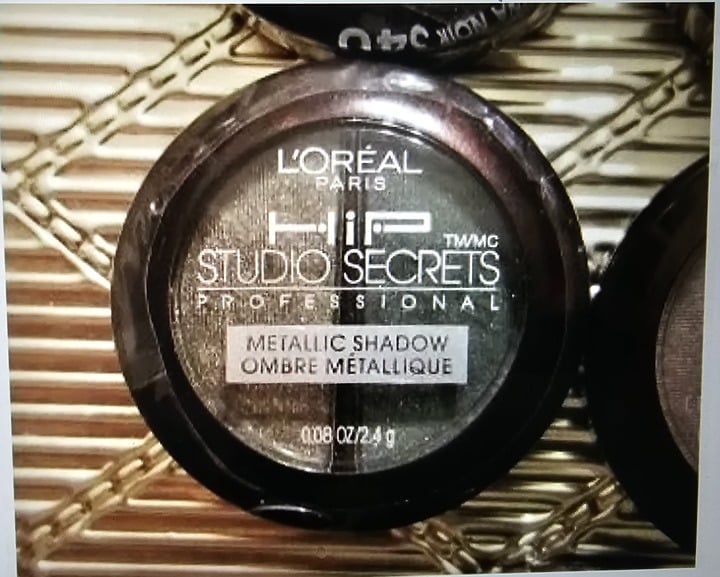 L'ORÉAL
PARIS
HiP
TM/MC
STUDIO SECRETS
PROFESSIONAL
METALLIC SHADOW
OMBRE MÉTALLIQUE
0.08 OZ/2.4 g